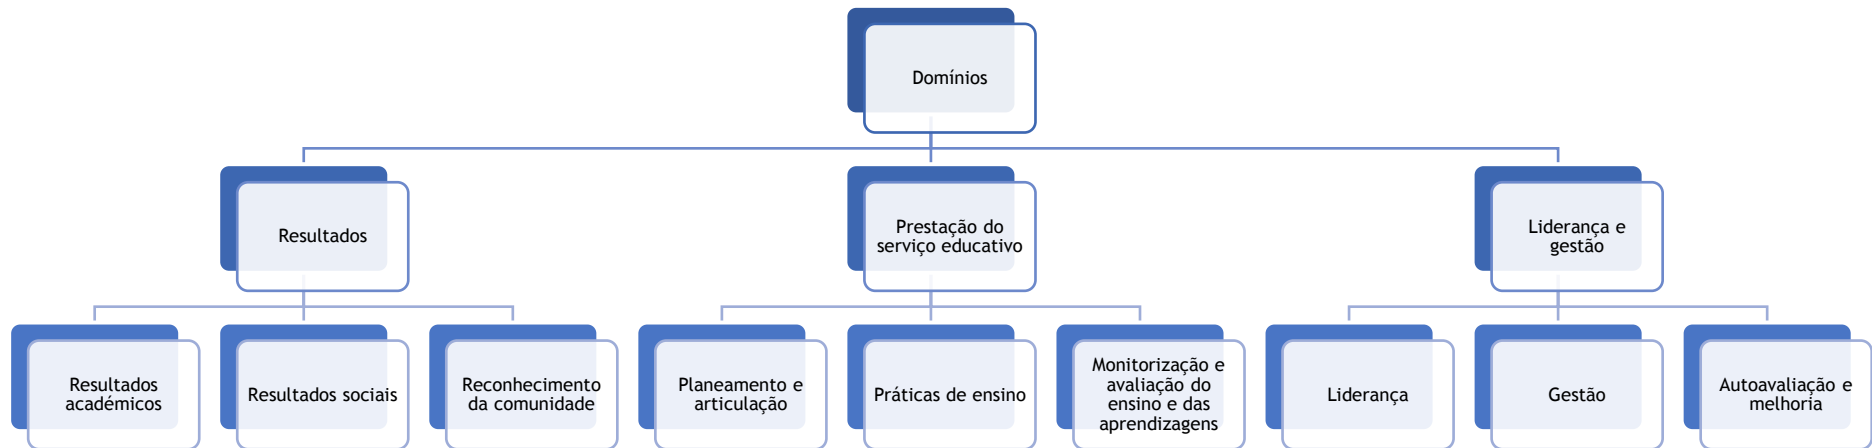 Domínios
Resultados
Prestação do
serviço educativo
Liderança e
gestão
Resultados
académicos
Resultados sociais
Reconhecimento
da comunidade
Planeamento e
articulação
Práticas de ensino
Monitorização e
avaliação do
ensino e das
aprendizagens
Liderança
Gestão
Autoavaliação e
melhoria